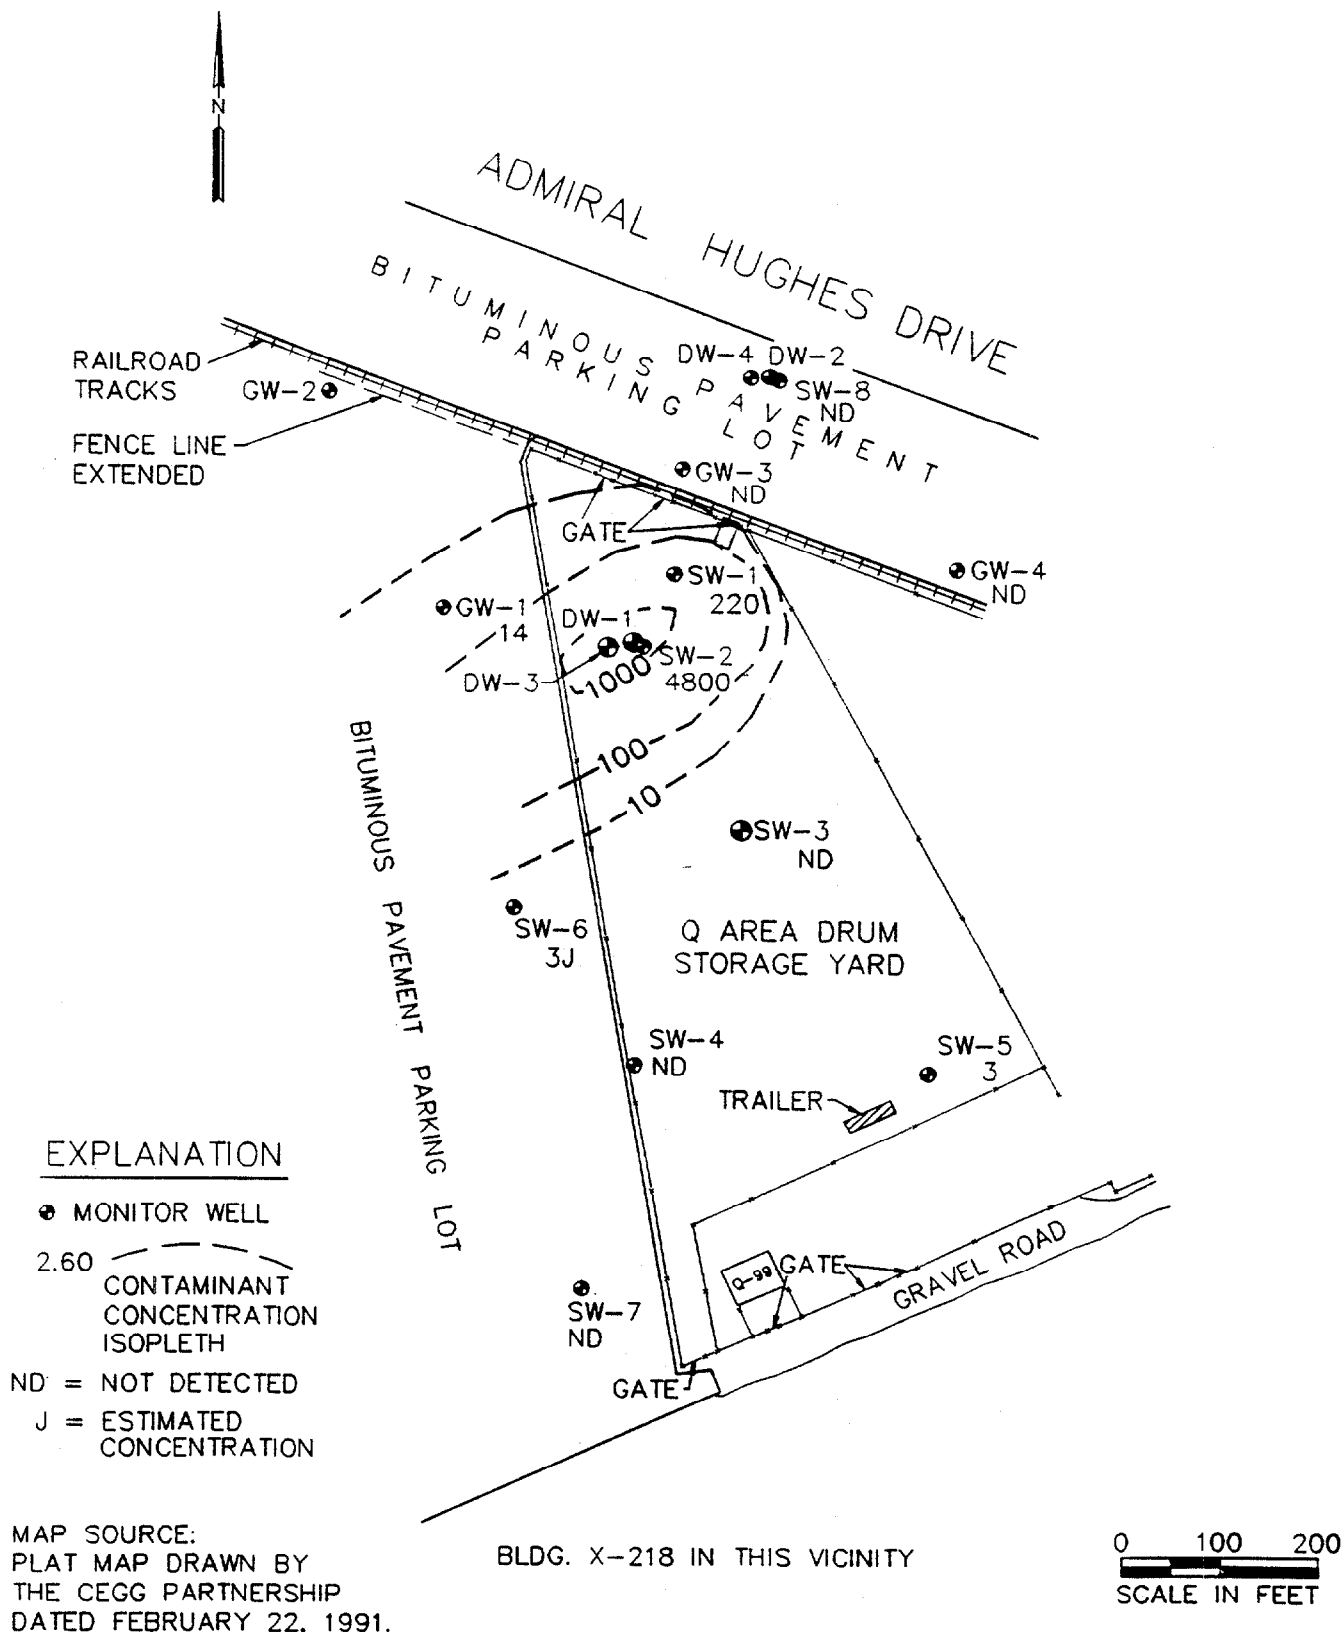 N
ADMIRAL HUGHES DRIVE
BITUMINOUS PAVEMENT
PARKING LOT
RAILROAD
TRACKS
GW-2
FENCE LINE
EXTENDED
DW-4 DW-2
SW-8
ND
GW-3
ND
GATE
GW-4
ND
SW-1
220
GW-1
14
DW-1
SW-2
4800
DW-3
1000
100
10
BITUMINOUS PAVEMENT PARKING LOT
SW-3
ND
SW-6
3J
Q AREA DRUM
STORAGE YARD
SW-4
ND
SW-5
3
TRAILER
Q-99
GATE
GRAVEL ROAD
SW-7
ND
GATE
EXPLANATION
MONITOR WELL
2.60
CONTAMINANT
CONCENTRATION
ISOPLETH
ND = NOT DETECTED
J = ESTIMATED
CONCENTRATION
MAP SOURCE:
PLAT MAP DRAWN BY
THE CEGG PARTNERSHIP
DATED FEBRUARY 22, 1991.
BLDG. X-218 IN THIS VICINITY
0 100 200
SCALE IN FEET